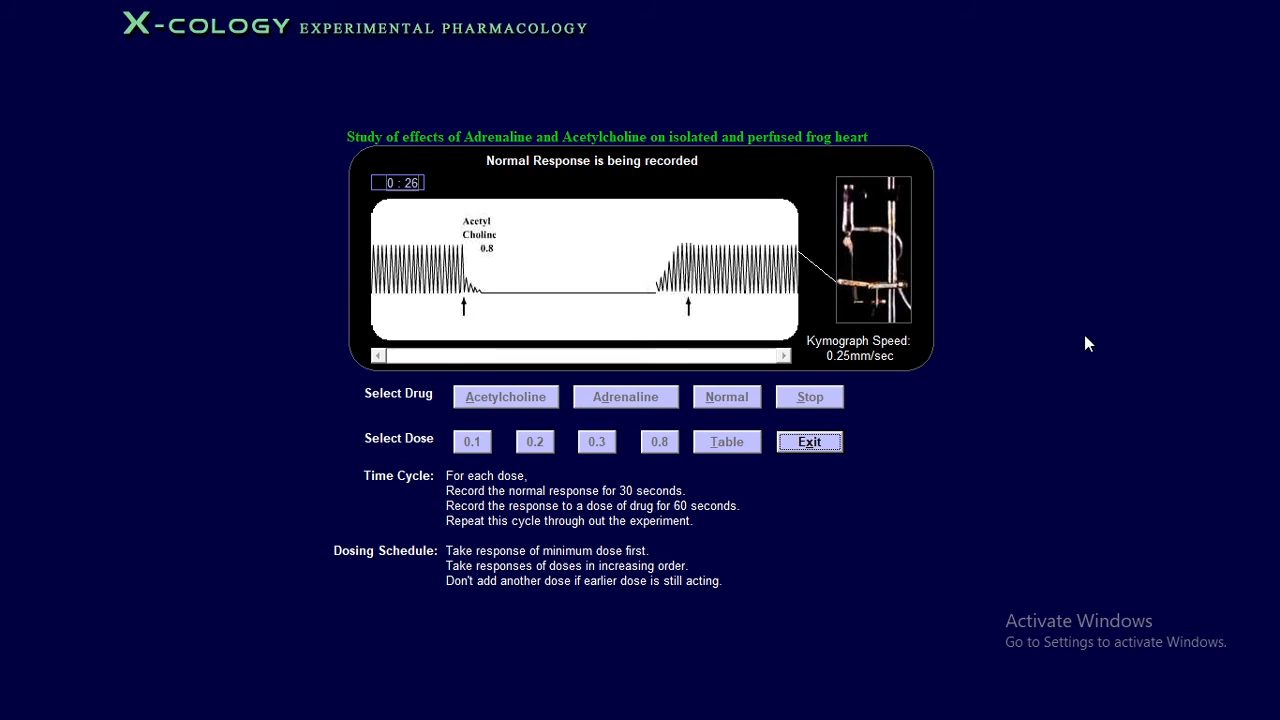 X-COLOGY EXPERIMENTAL PHARMACOLOGY
Study of effects of Adrenaline and Acetylcholine on isolated and perfused frog heart
Normal Response is being recorded
0 : 26
Acetyl
Choline
0.8
Kymograph Speed:
0.25mm/sec
Select Drug Acetylcholine Adrenaline Normal Stop
Select Dose 0.1 0.2 0.3 0.8 Table Exit
Time Cycle: For each dose,
Record the normal response for 30 seconds.
Record the response to a dose of drug for 60 seconds.
Repeat this cycle through out the experiment.
Dosing Schedule: Take response of minimum dose first.
Take responses of doses in increasing order.
Don't add another dose if earlier dose is still acting.
Activate Windows
Go to Settings to activate Windows.